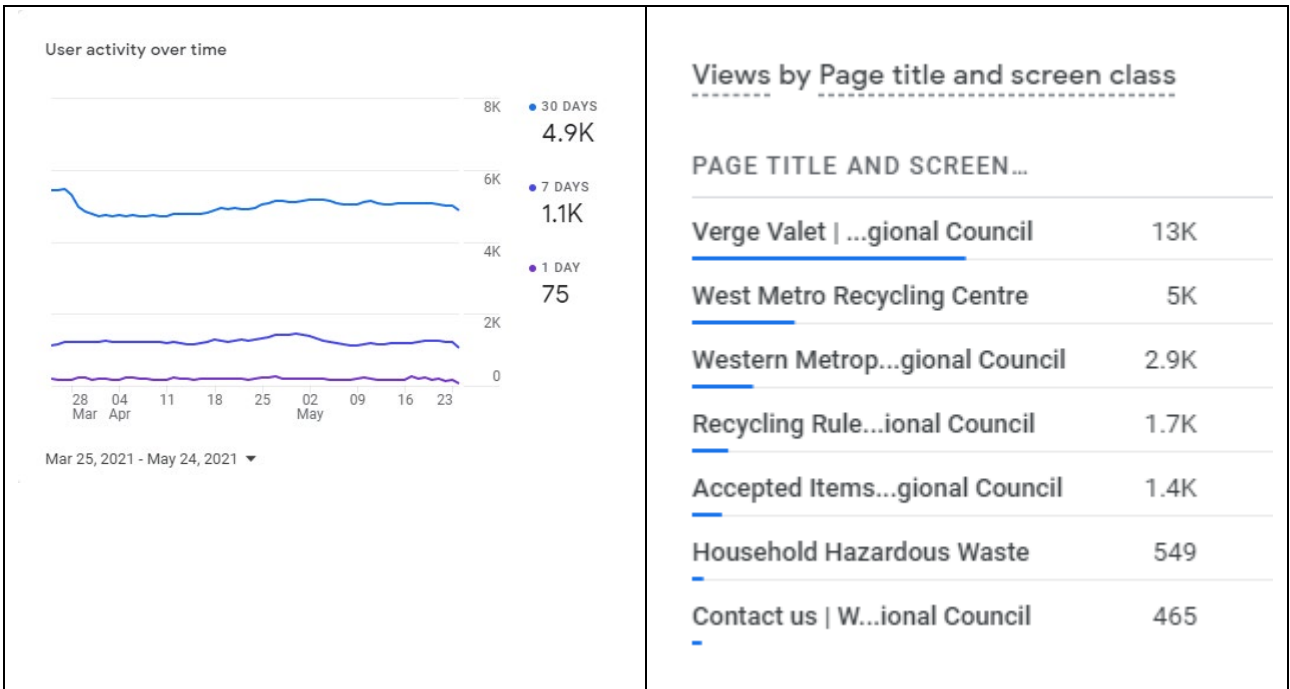 User activity over time
8K
6K
4K
2K
0
30 DAYS
4.9K
7 DAYS
1.1K
1 DAY
75
28 04 11 18 25 02 09 16 23
Mar Apr May
Mar 25, 2021 - May 24, 2021
Views by Page title and screen class
PAGE TITLE AND SCREEN…
Verge Valet | ...gional Council 13K
West Metro Recycling Centre 5K
Western Metrop...gional Council 2.9K
Recycling Rule...ional Council 1.7K
Accepted Items...gional Council 1.4K
Household Hazardous Waste 549
Contact us | W...ional Council 465